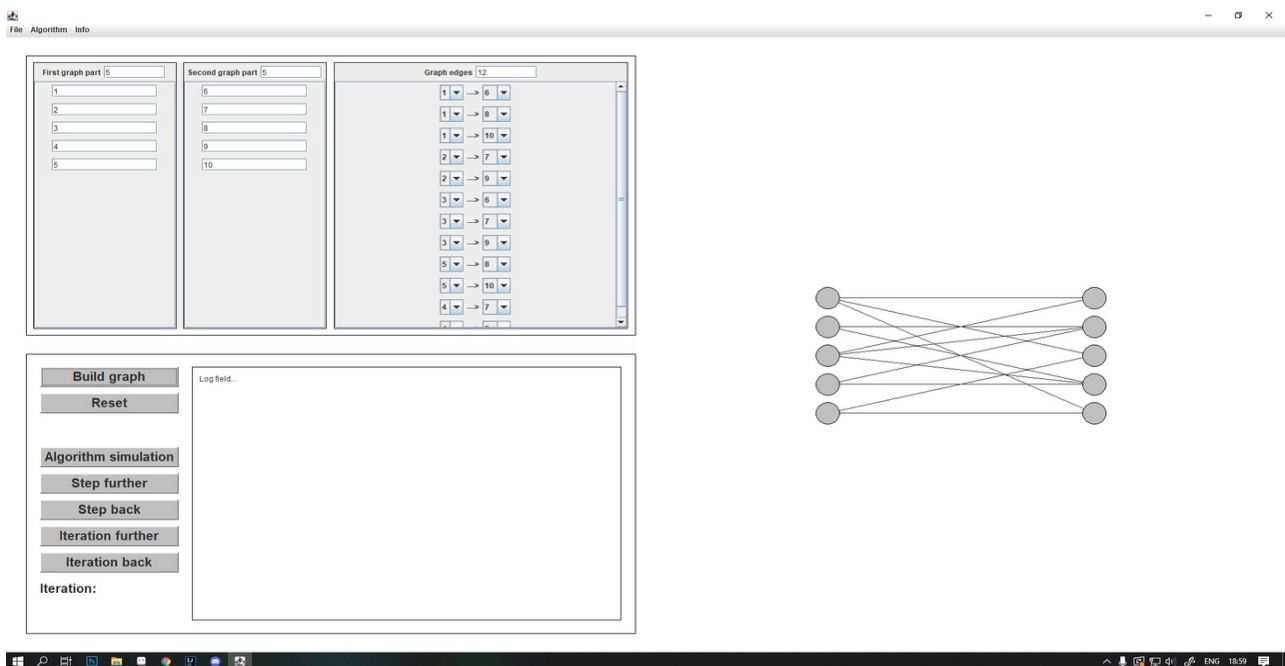 File Algorithm Info
First graph part 5
1
2
3
4
5
Second graph part 5
6
7
8
9
10
Graph edges 12
1 --> 6
1 --> 8
1 --> 10
2 --> 7
2 --> 9
3 --> 6
3 --> 7
3 --> 9
5 --> 8
5 --> 10
4 --> 7
Build graph
Reset
Algorithm simulation
Step further
Step back
Iteration further
Iteration back
Iteration:
Log field...
ENG 18:59